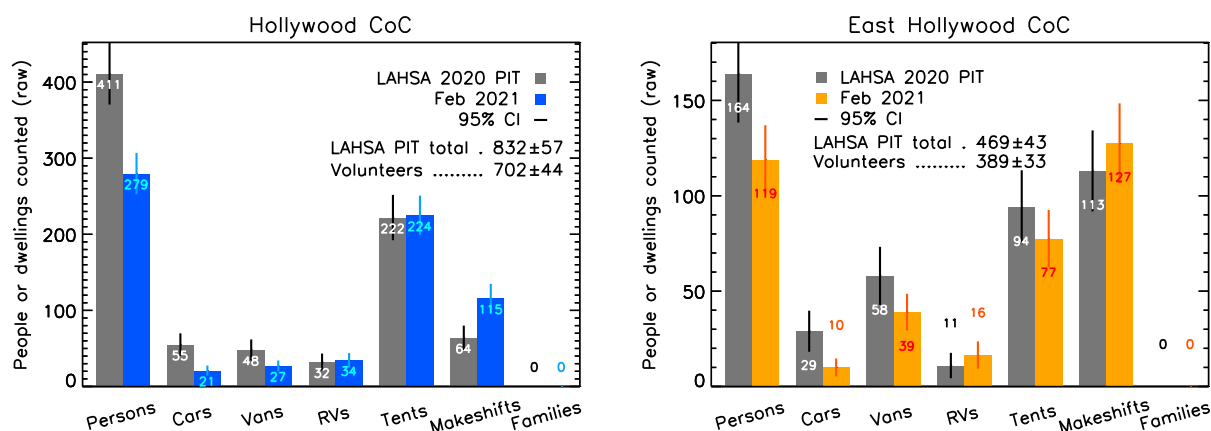 Hollywood CoC
People or dwellings counted (raw)
400
300
200
100
0
LAHSA 2020 PIT
Feb 2021
95% CI
LAHSA PIT total . 832±57
Volunteers ......... 702±44
411
279
55
21
48
27
32
34
222
224
64
115
0
0
Persons
Cars
Vans
RVs
Tents
Makeshifts
Families
East Hollywood CoC
People or dwellings counted (raw)
150
100
50
0
LAHSA 2020 PIT
Feb 2021
95% CI
LAHSA PIT total . 469±43
Volunteers ......... 389±33
164
119
29
10
58
39
11
16
94
77
113
127
0
0
Persons
Cars
Vans
RVs
Tents
Makeshifts
Families